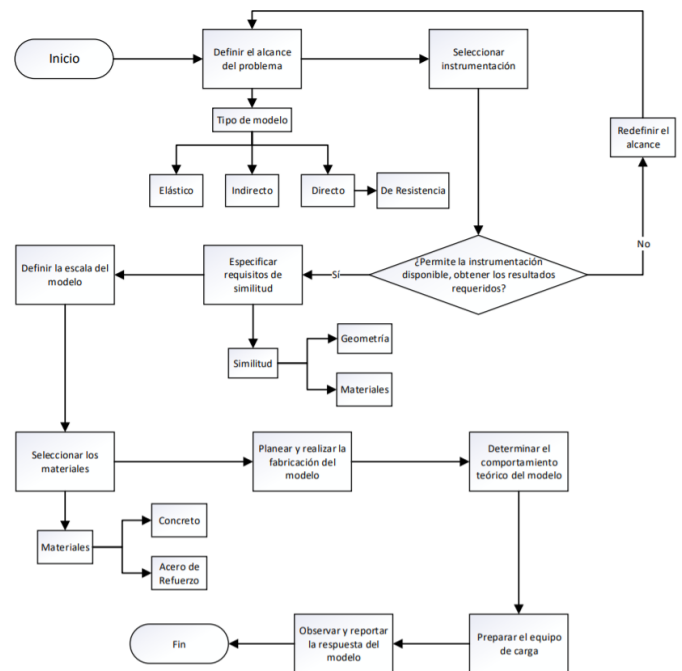 Inicio
Definir el alcance
del problema
Seleccionar
instrumentación
Redefinir el
alcance
Tipo de modelo
Elástico
Indirecto
Directo
De Resistencia
No
¿Permite la instrumentación
disponible, obtener los resultados
requeridos?
Sí
Especificar
requisitos de
similitud
Definir la escala del
modelo
Similitud
Geometría
Materiales
Seleccionar los
materiales
Planear y realizar la
fabricación del
modelo
Determinar el
comportamiento
teórico del modelo
Materiales
Concreto
Acero de
Refuerzo
Preparar el equipo
de carga
Observar y reportar
la respuesta del
modelo
Fin